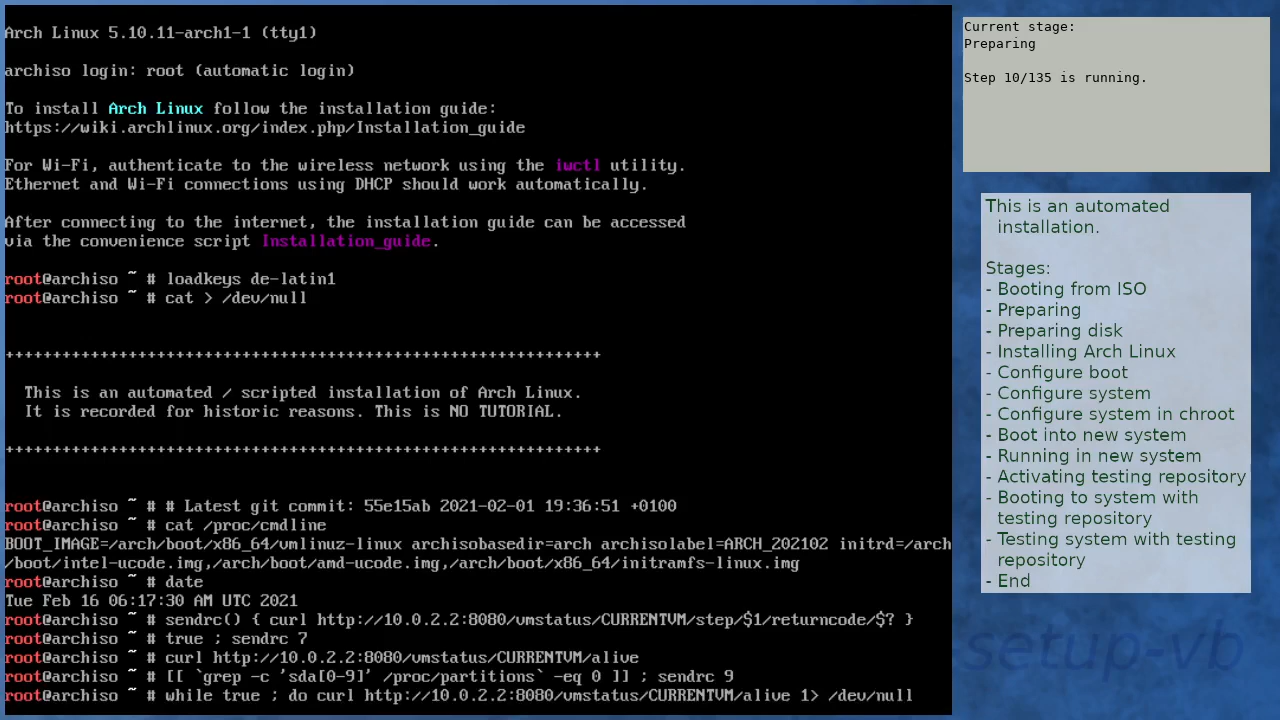 Arch Linux 5.10.11-arch1-1 (tty1)
archiso login: root (automatic login)
To install Arch Linux follow the installation guide:
https://wiki.archlinux.org/index.php/Installation_guide
For Wi-Fi, authenticate to the wireless network using the iwctl utility.
Ethernet and Wi-Fi connections using DHCP should work automatically.
After connecting to the internet, the installation guide can be accessed
via the convenience script Installation_guide.
root@archiso ~ # loadkeys de-latin1
root@archiso ~ # cat > /dev/null
+++++++++++++++++++++++++++++++++++++++++++++++++++++++++++++++
This is an automated / scripted installation of Arch Linux.
It is recorded for historic reasons. This is NO TUTORIAL.
+++++++++++++++++++++++++++++++++++++++++++++++++++++++++++++++
root@archiso ~ # # Latest git commit: 55e15ab 2021-02-01 19:36:51 +0100
root@archiso ~ # cat /proc/cmdline
BOOT_IMAGE=/arch/boot/x86_64/vmlinuz-linux archisobasedir=arch archisolabel=ARCH_202102 initrd=/arch
/boot/intel-ucode.img,/arch/boot/amd-ucode.img,/arch/boot/x86_64/initramfs-linux.img
root@archiso ~ # date
Tue Feb 16 06:17:30 AM UTC 2021
root@archiso ~ # sendrc() { curl http://10.0.2.2:8080/vmstatus/CURRENTVM/step/$1/returncode/$? }
root@archiso ~ # true ; sendrc 7
root@archiso ~ # curl http://10.0.2.2:8080/vmstatus/CURRENTVM/alive
root@archiso ~ # [[ `grep -c 'sda[0-9]' /proc/partitions` -eq 0 ]] ; sendrc 9
root@archiso ~ # while true ; do curl http://10.0.2.2:8080/vmstatus/CURRENTVM/alive 1> /dev/null
Current stage:
Preparing
Step 10/135 is running.
This is an automated
installation.
Stages:
- Booting from ISO
- Preparing
- Preparing disk
- Installing Arch Linux
- Configure boot
- Configure system
- Configure system in chroot
- Boot into new system
- Running in new system
- Activating testing repository
- Booting to system with
testing repository
- Testing system with testing
repository
- End
setup-vb